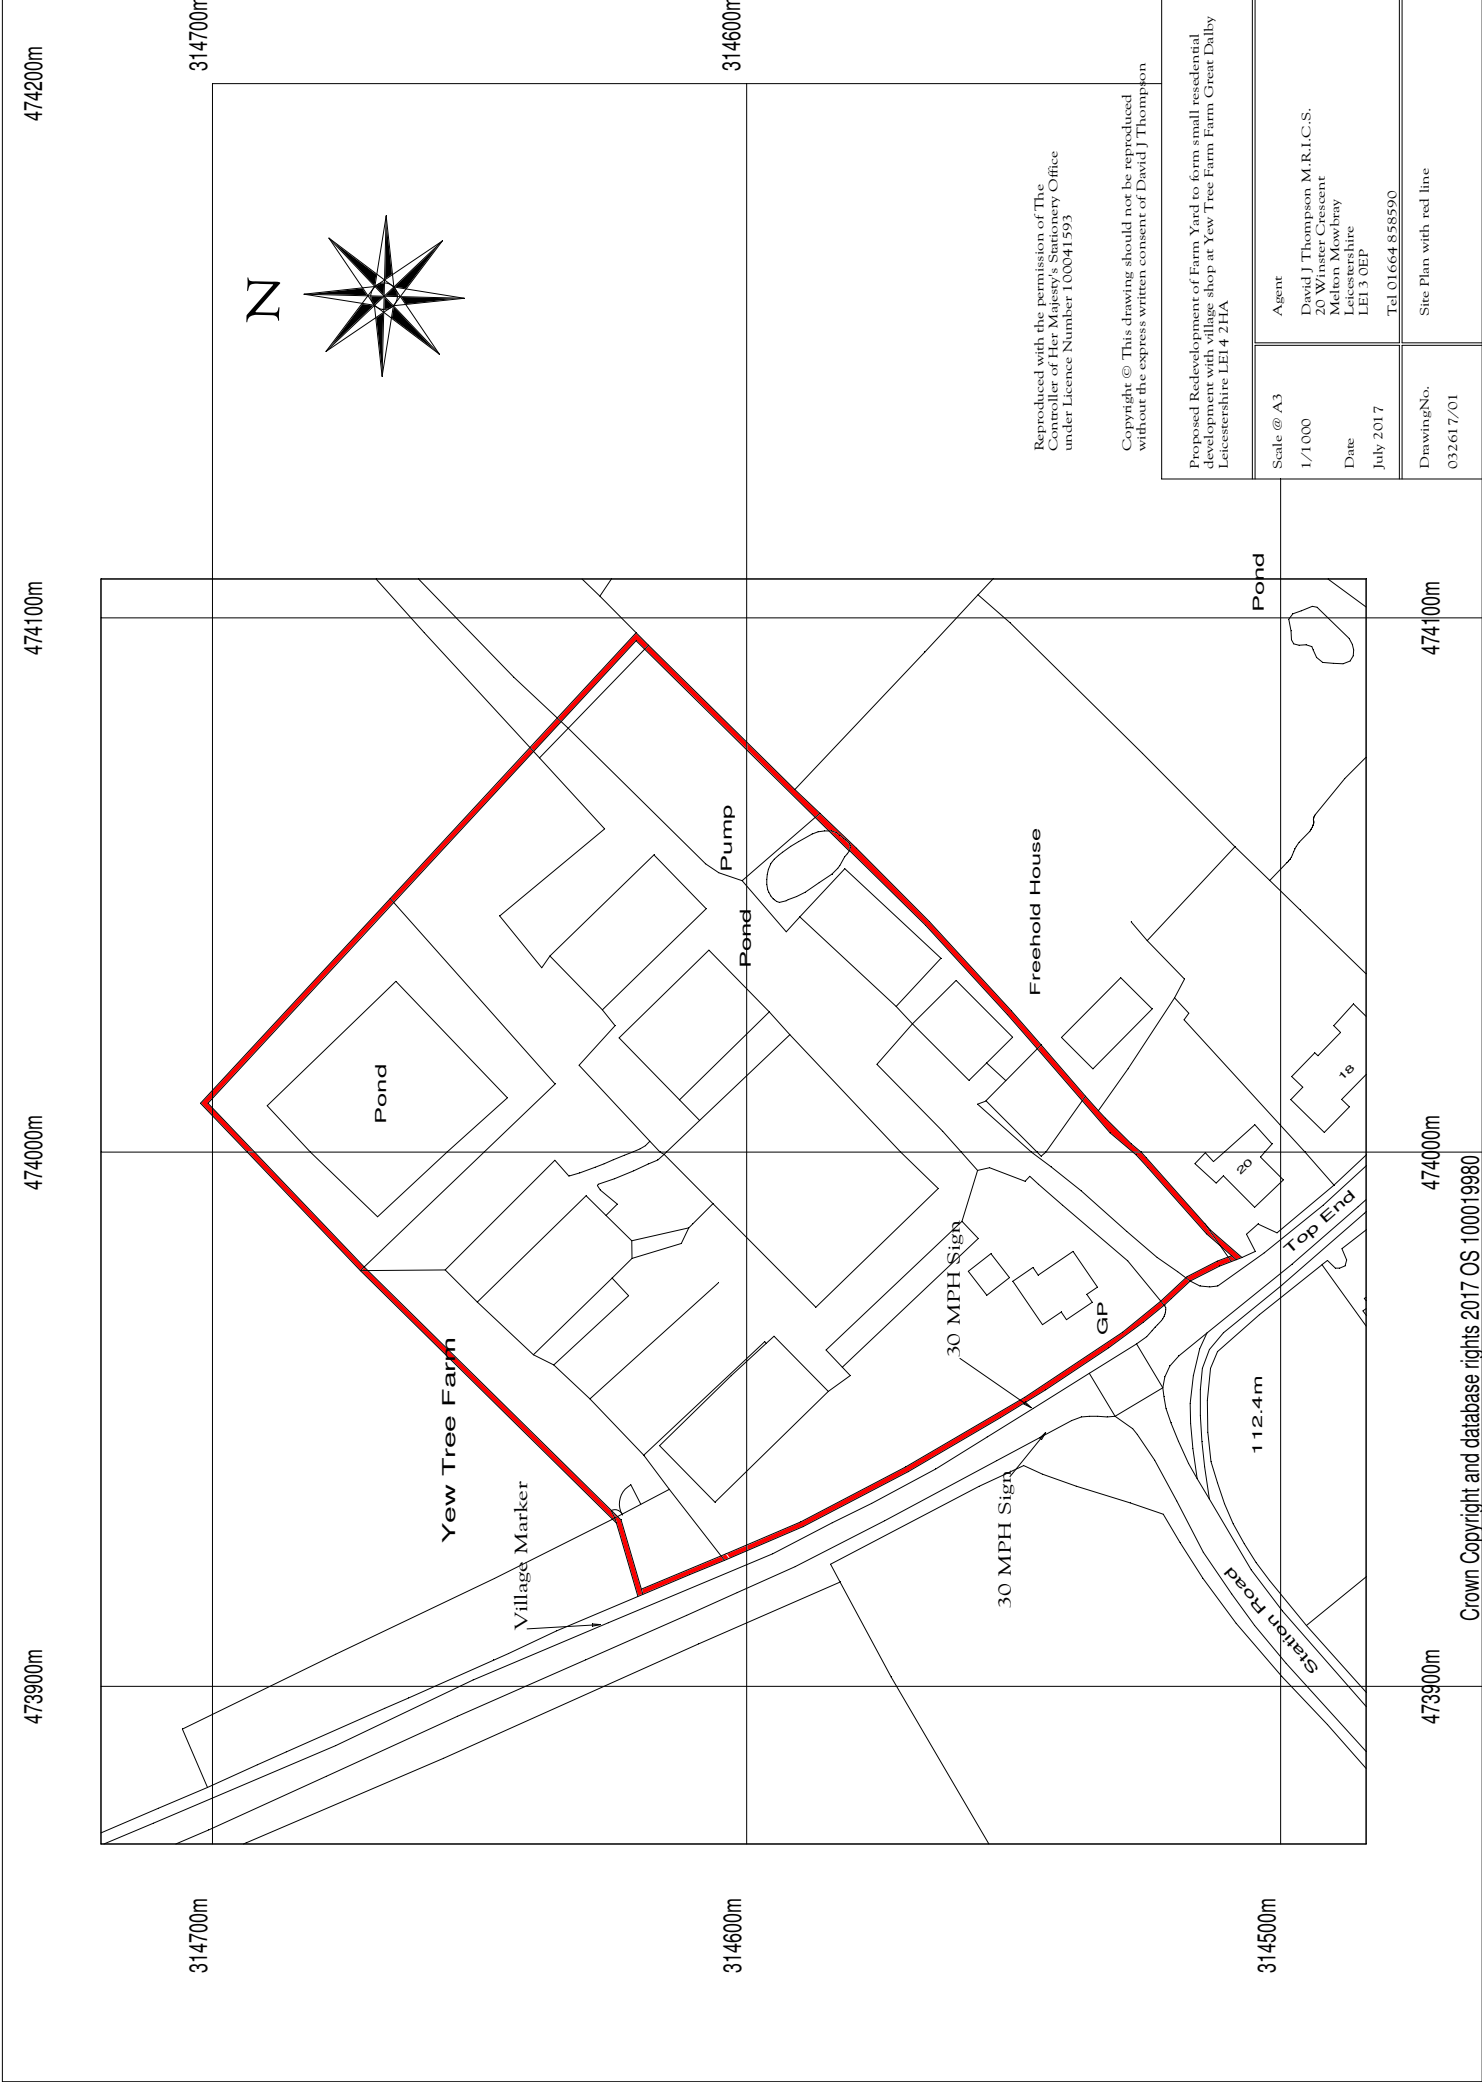 473900m
474000m
474100m
474200m
314700m
314700m
N
Pond
Yew Tree Farm
Village Marker
Pump
Pond
314600m
314600m
30 MPH Sign
30 MPH Sign
GP
Freehold House
Pond
20
18
Top End
112.4m
Station Road
314500m
473900m
474000m
474100m
Crown Copyright and database rights 2017 OS 100019980
Reproduced with the permission of The
Controller of Her Majesty's Stationery Office
under Licence Number 100041593
Copyright © This drawing should not be reproduced
without the express written consent of David J Thompson
Proposed Redevelopment of Farm Yard to form small resedential
development with village shop at Yew Tree Farm Farm Great Dalby
Leicestershire LE14 2HA
Scale @ A3
1/1000
Date
July 2017
Agent
David J Thompson M.R.I.C.S.
20 Winster Crescent
Melton Mowbray
Leicestershire
LE13 0EP
Tel 01664 858590
DrawingNo.
032617/01
Site Plan with red line